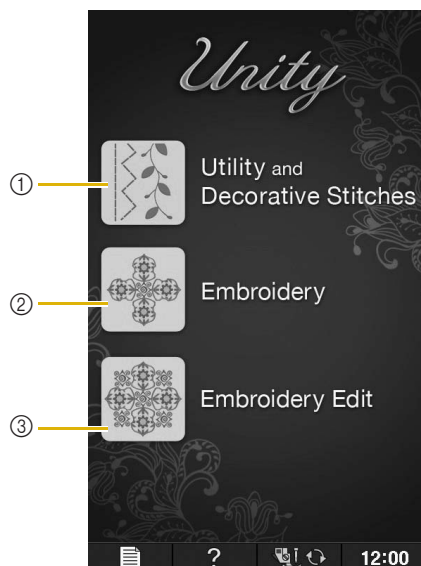 Unity
①
Utility and
Decorative Stitches
②
Embroidery
③
Embroidery Edit
?
12:00